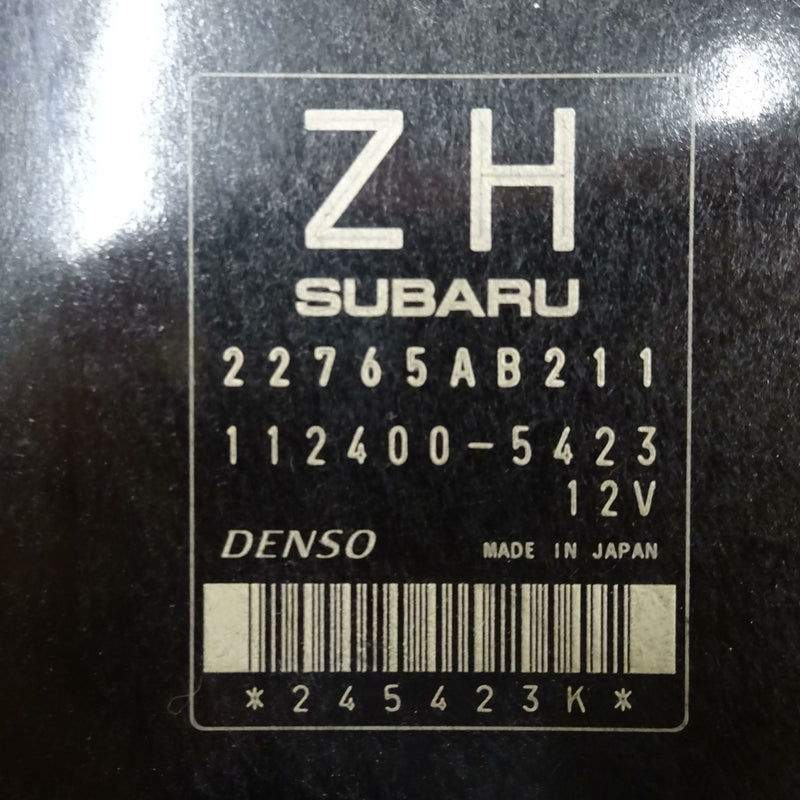 ZH
SUBARU
22765AB211
112400-5423
12V
DENSO
MADE IN JAPAN
*245423K*